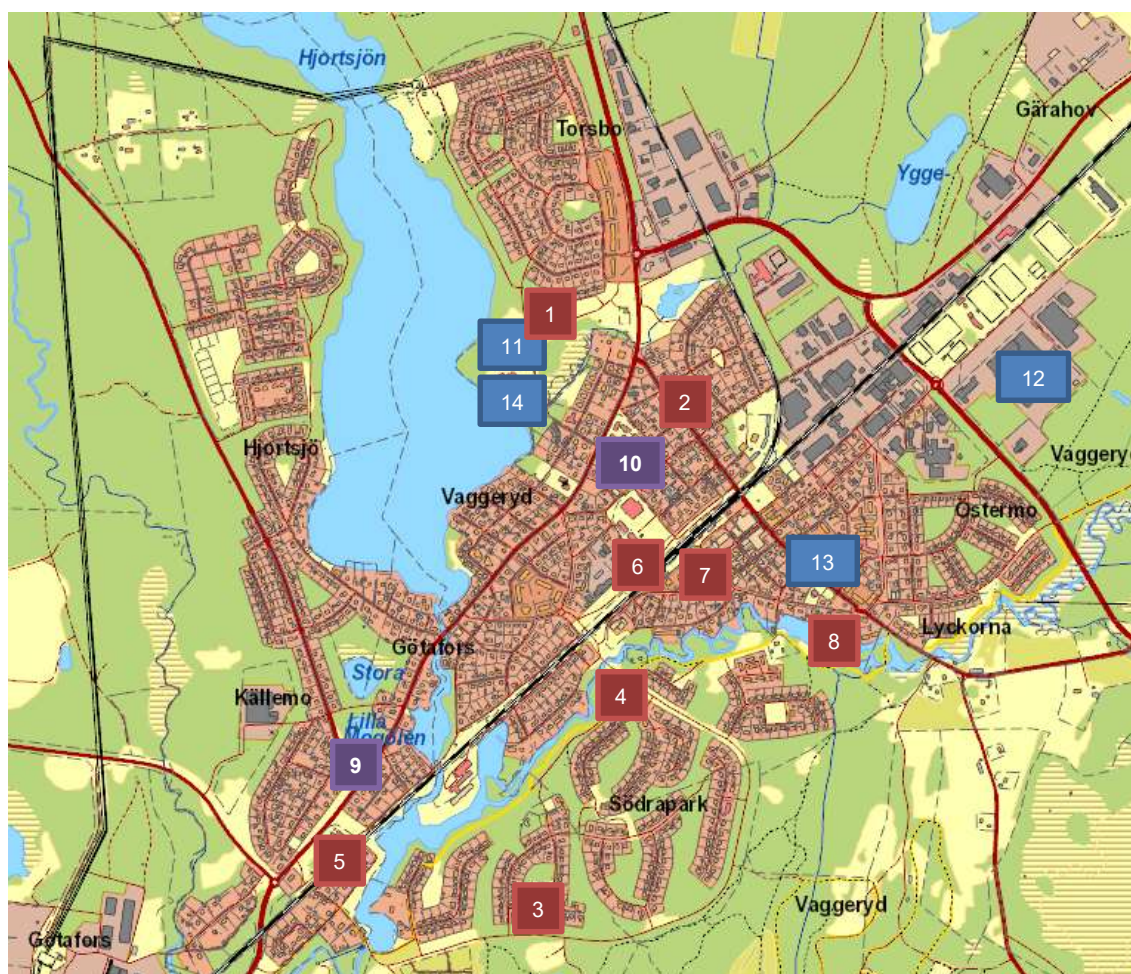 Hjortsjön
Torsbo
Gärahov
Ygge-
1
11
12
14
2
10
Hjortsjö
Vaggeryd
Vaggeryd
Östermo
6
7
13
8
Lyckorna
Götafors
Stora
4
Källemo
Lilla
Mogölen
9
Södrapark
5
3
Vaggeryd
Götafors